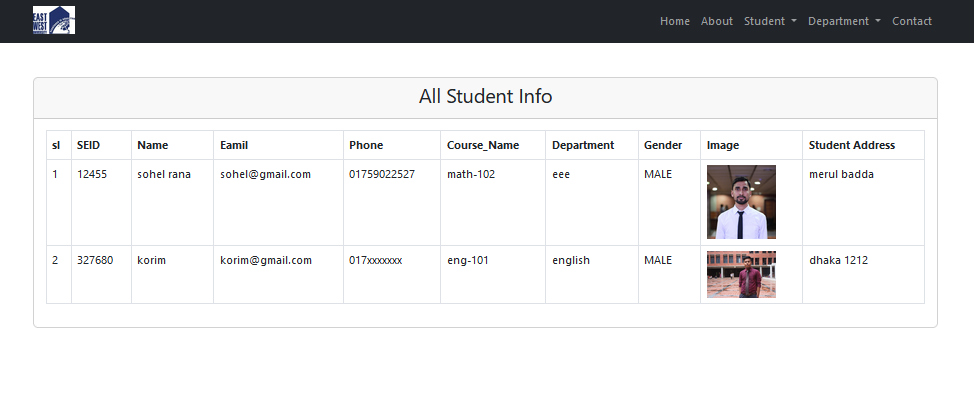 EAST
WEST
Home About Student Department Contact
All Student Info
sl SEID Name Eamil Phone Course_Name Department Gender Image Student Address
1 12455 sohel rana sohel@gmail.com 01759022527 math-102 eee MALE merul badda
2 327680 korim korim@gmail.com 017xxxxxxx eng-101 english MALE dhaka 1212